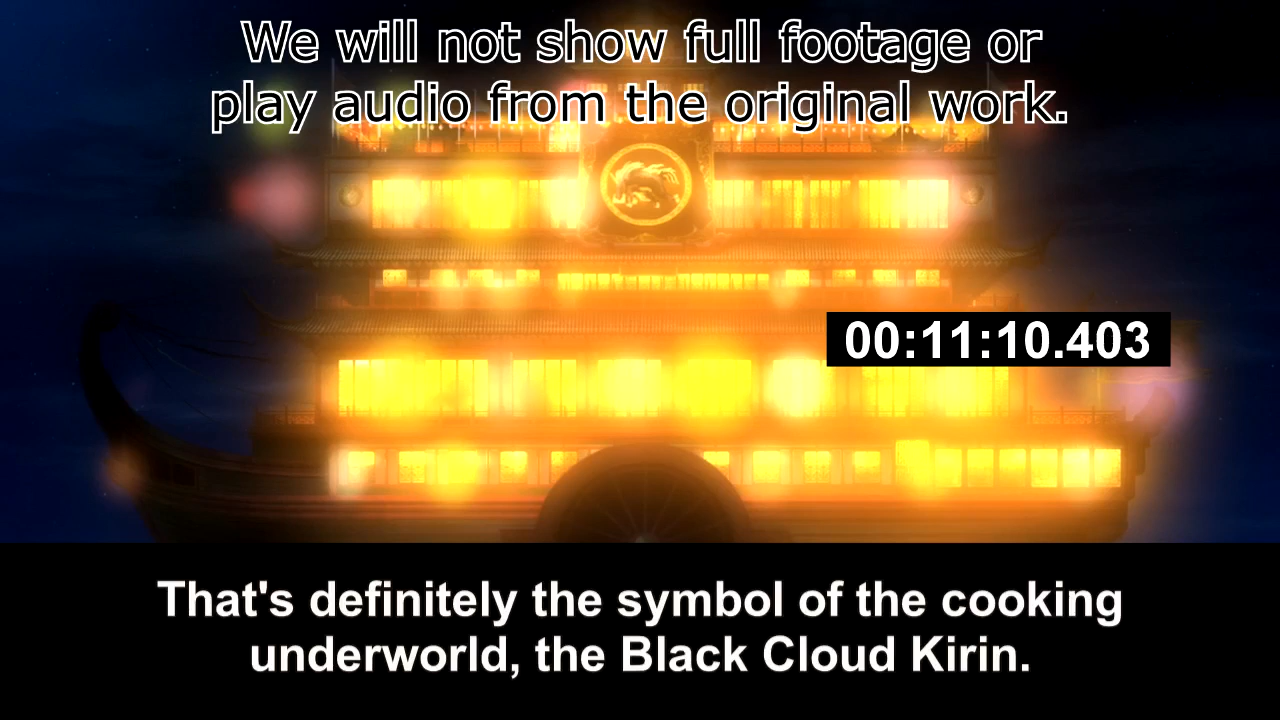 We will not show full footage or
play audio from the original work.
00:11:10.403
That's definitely the symbol of the cooking
underworld, the Black Cloud Kirin.